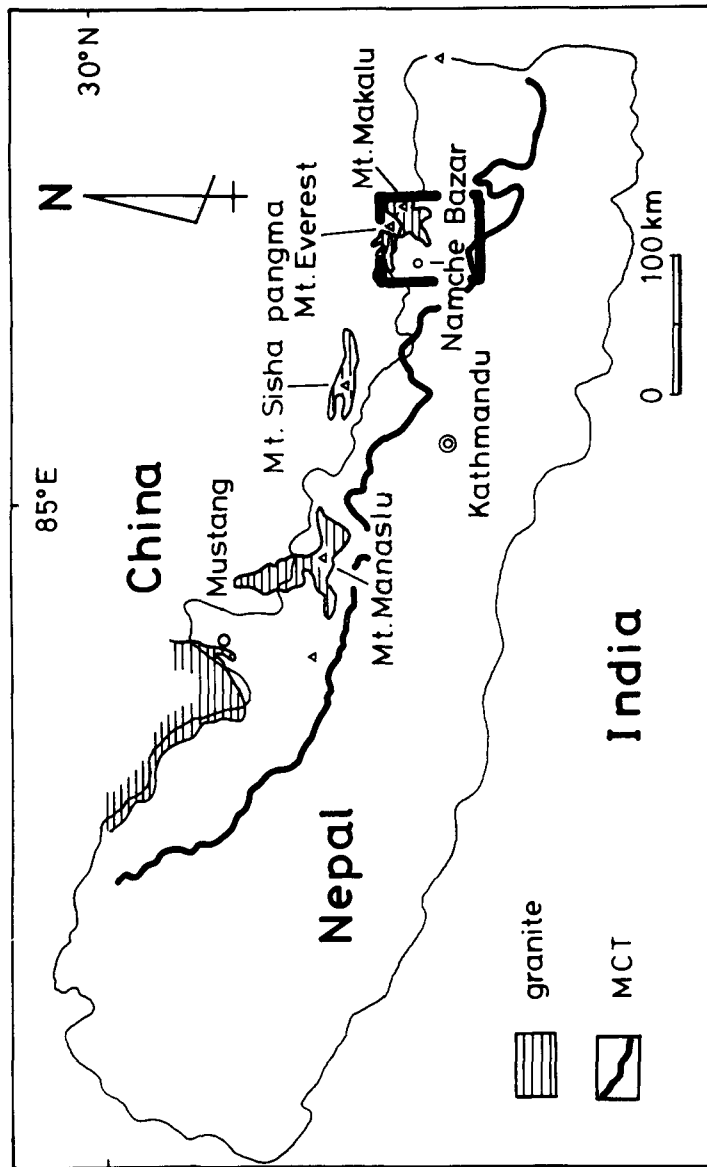 85°E
30°N
N
China
Mustang
Mt. Sisha pangma
Mt. Everest
Mt. Makalu
Mt. Manaslu
Kathmandu
Namche Bazar
Nepal
India
granite
MCT
0 100 km